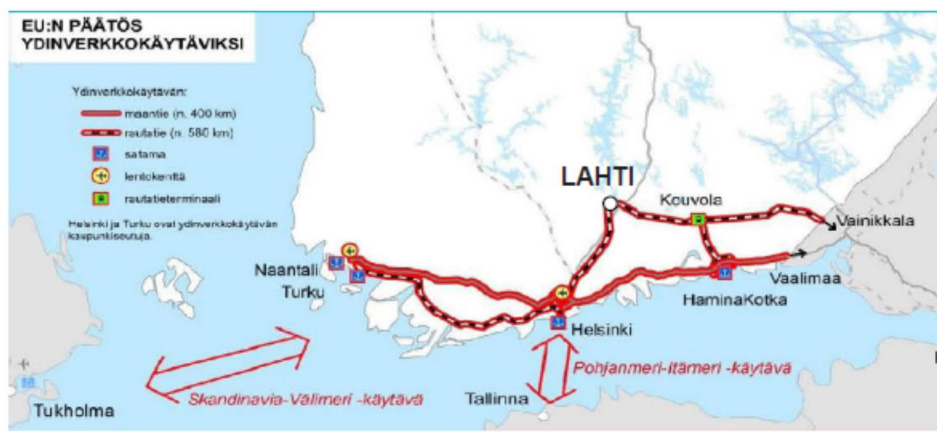 EU:N PÄÄTÖS
YDINVERKKOKÄYTÄVIKSI
Ydinverkkokäytävän:
maantie (n. 400 km)
rautatie (n. 580 km)
satama
lentokenttä
rautatieterminaali
Helsinki ja Turku ovat ydinverkkokäytävän
kaupunkiseutuja.
LAHTI
Kouvola
Vainikkala
Naantali
Turku
Vaalimaa
HaminaKotka
Helsinki
Pohjanmeri-Itämeri -käytävä
Skandinavia-Välimeri -käytävä
Tallinna
Tukholma